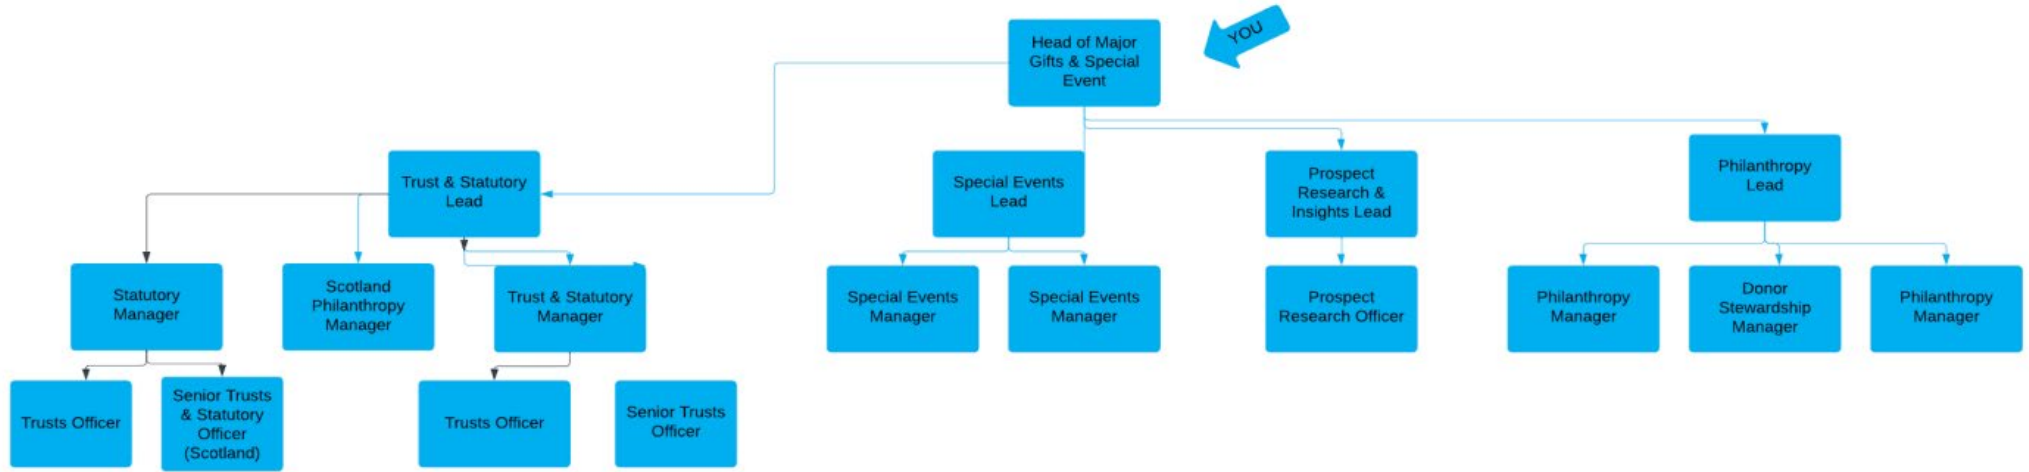 Head of Major
Gifts & Special
Event
YOU
Trust & Statutory
Lead
Special Events
Lead
Prospect
Research &
Insights Lead
Philanthropy
Lead
Statutory
Manager
Scotland
Philanthropy
Manager
Trust & Statutory
Manager
Special Events
Manager
Special Events
Manager
Prospect
Research Officer
Philanthropy
Manager
Donor
Stewardship
Manager
Philanthropy
Manager
Trusts Officer
Senior Trusts
& Statutory
Officer
(Scotland)
Trusts Officer
Senior Trusts
Officer